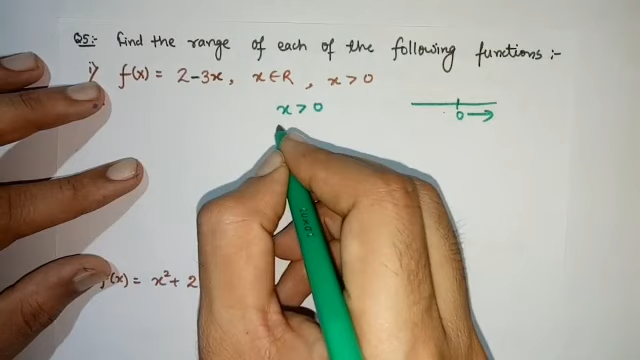 Q5:- Find the range of each of the following functions :-
i) f(x) = 2-3x, x∈R, x>0
x>0
0
(x) = x²+ 2